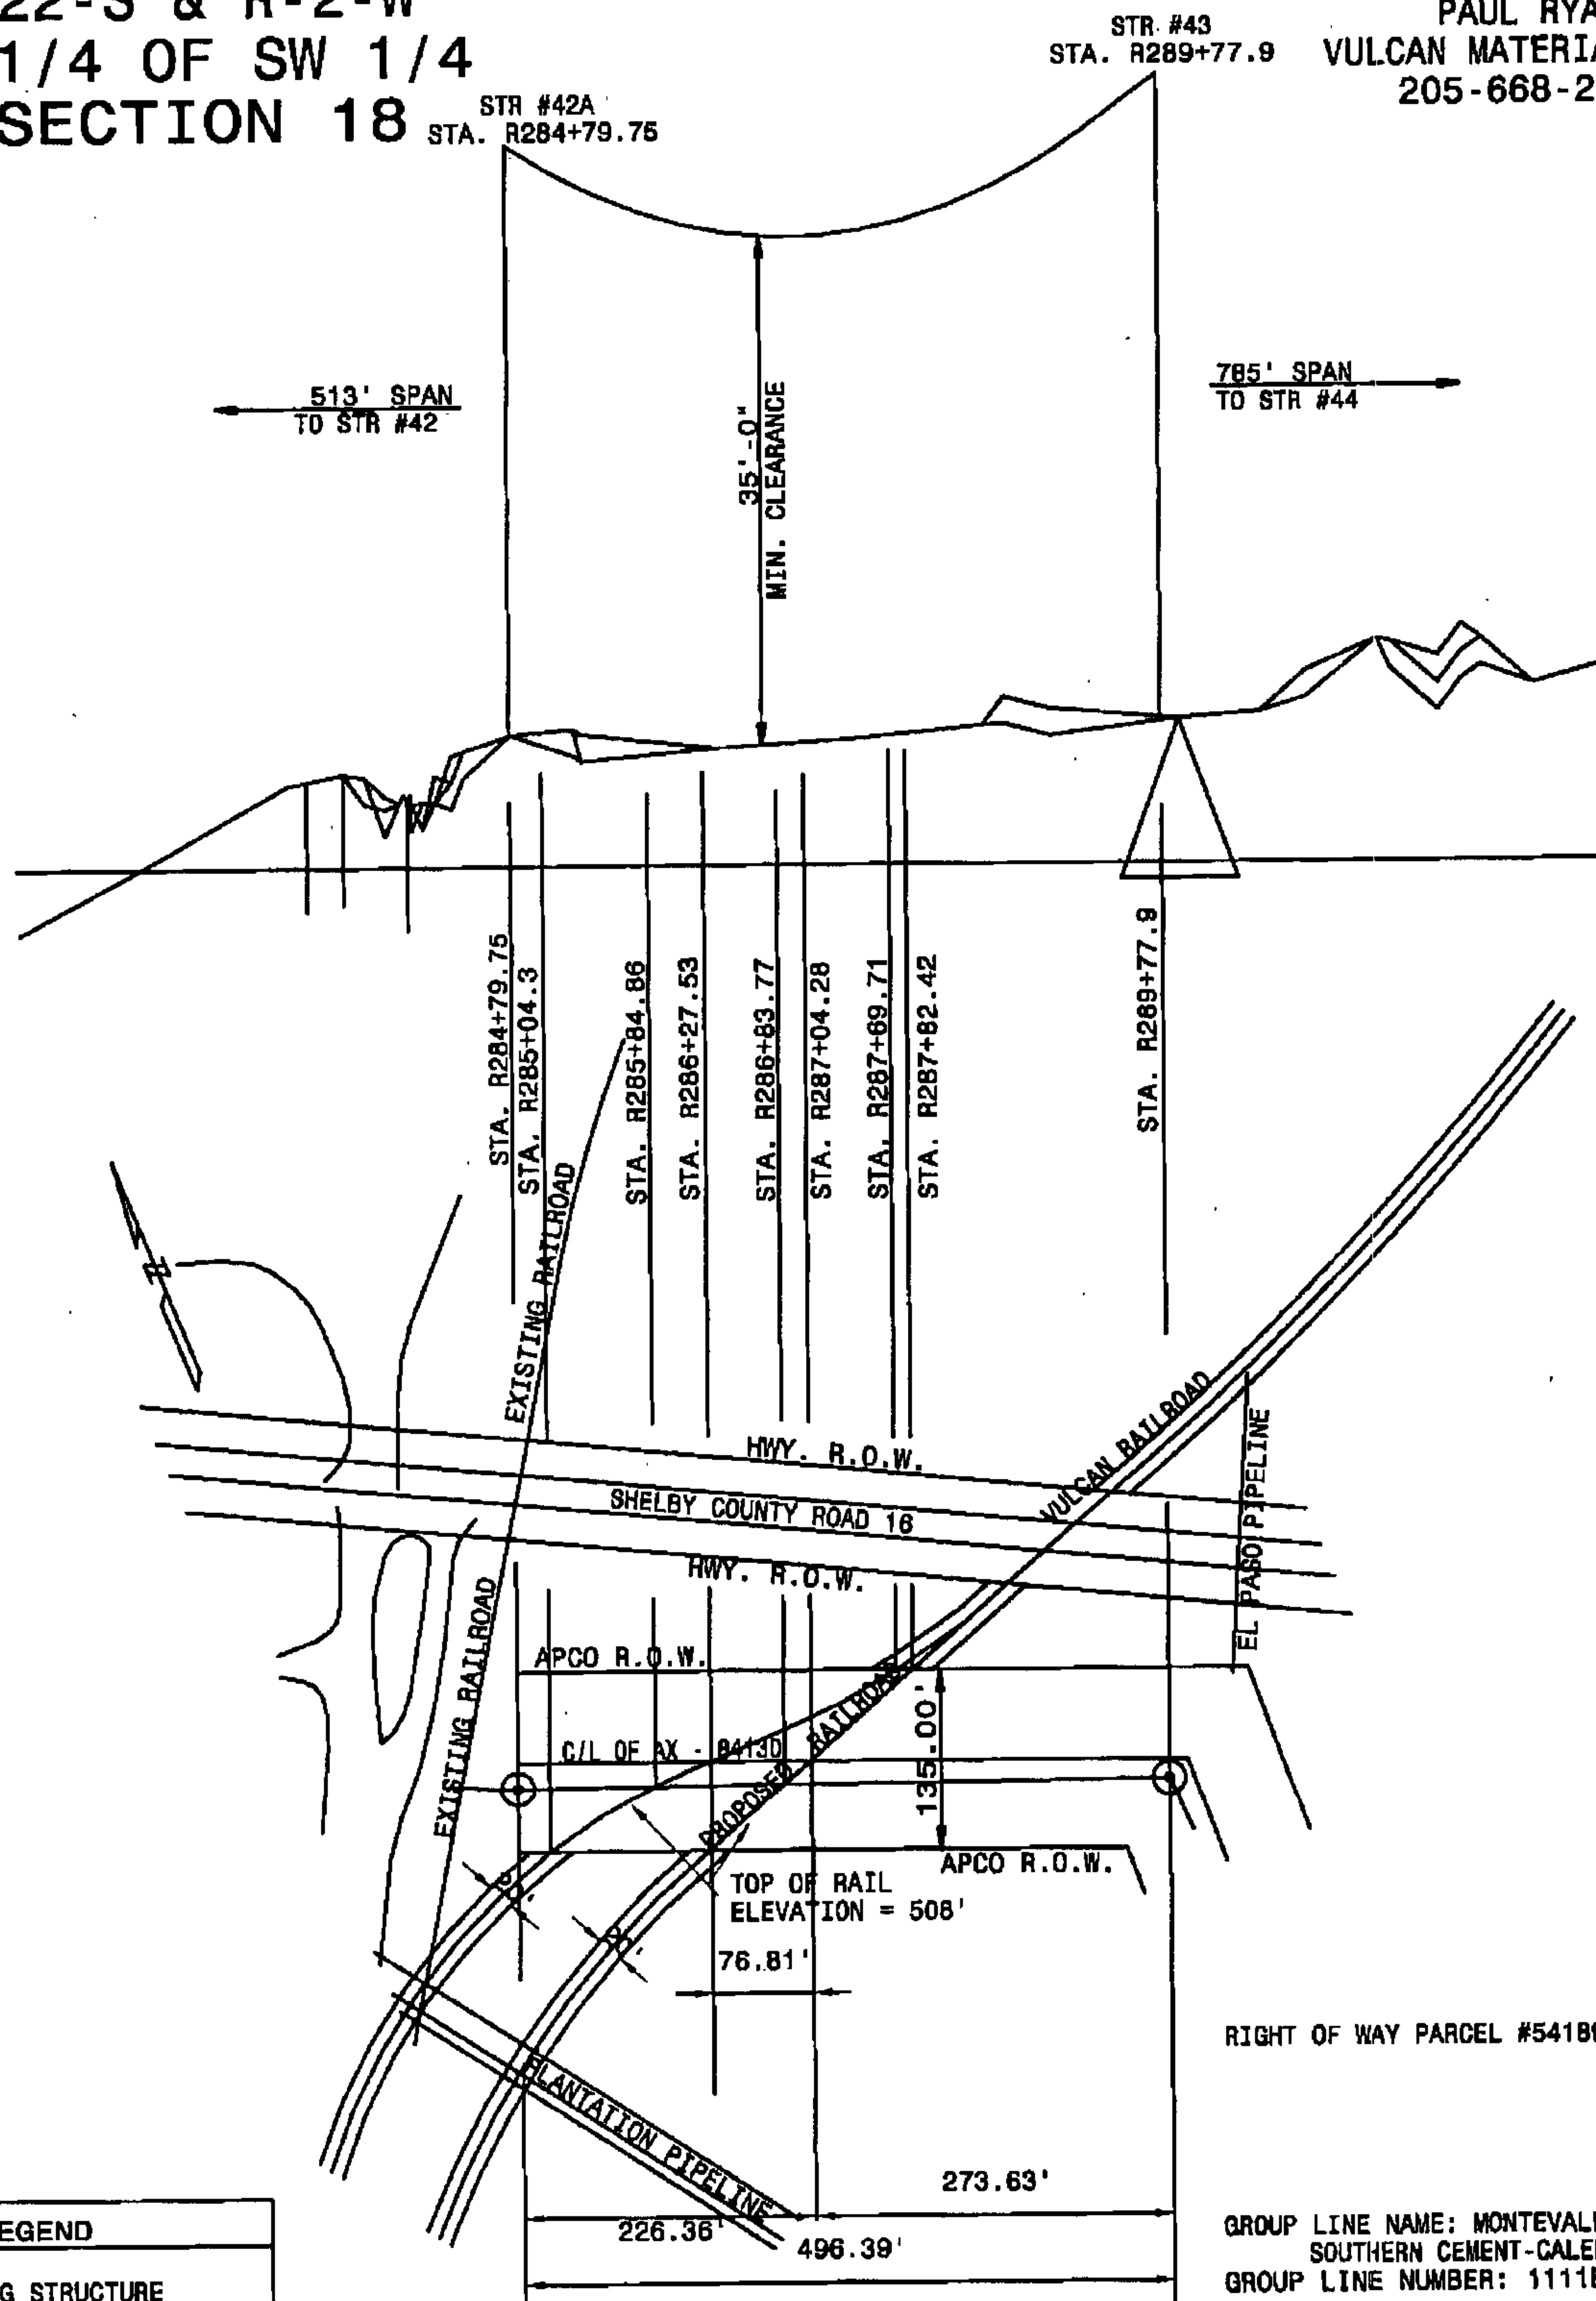 22-S & R-2-W
1/4 OF SW 1/4
SECTION 18
STR #42A
STA. R284+79.75
STR #43
STA. R289+77.9
PAUL RYA
VULCAN MATERIA
205-668-2
513' SPAN
TO STR #42
785' SPAN
TO STR #44
35'-0"
MIN. CLEARANCE
STA. R284+79.75
STA. R285+04.3
STA. R285+84.86
STA. R286+27.53
STA. R286+83.77
STA. R287+04.28
STA. R287+69.71
STA. R287+82.42
STA. R289+77.9
EXISTING RAILROAD
N
HWY. R.O.W.
SHELBY COUNTY ROAD 16
HWY. R.O.W.
VULCAN RAILROAD
EL PASO PIPELINE
EXISTING RAILROAD
APCO R.O.W.
C/L OF AX - 84130
PROPOSED RAILROAD
135.00'
APCO R.O.W.
TOP OF RAIL
ELEVATION = 508'
76.81'
PLANTATION PIPELINE
RIGHT OF WAY PARCEL #5418
273.63'
226.36'
496.39'
EGEND
G STRUCTURE
GROUP LINE NAME: MONTEVAL
SOUTHERN CEMENT-CALE
GROUP LINE NUMBER: 1111